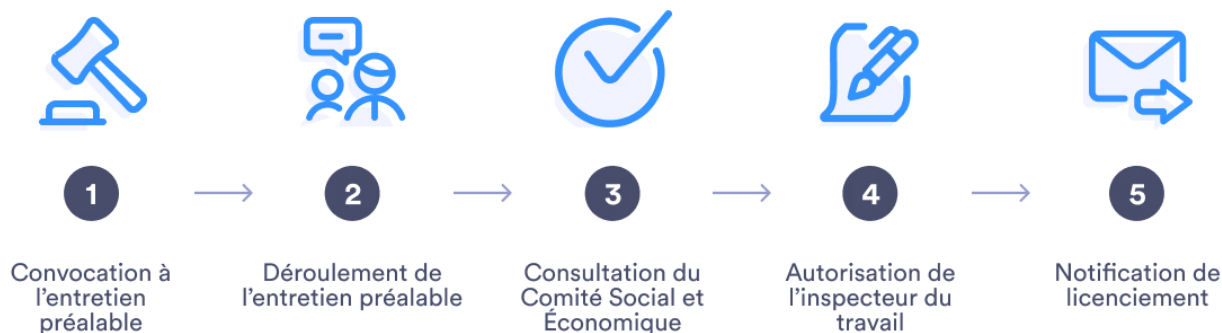 1
2
3
4
5
Convocation à
l'entretien
préalable
Déroulement de
l'entretien préalable
Consultation du
Comité Social et
Économique
Autorisation de
l'inspecteur du
travail
Notification de
licenciement